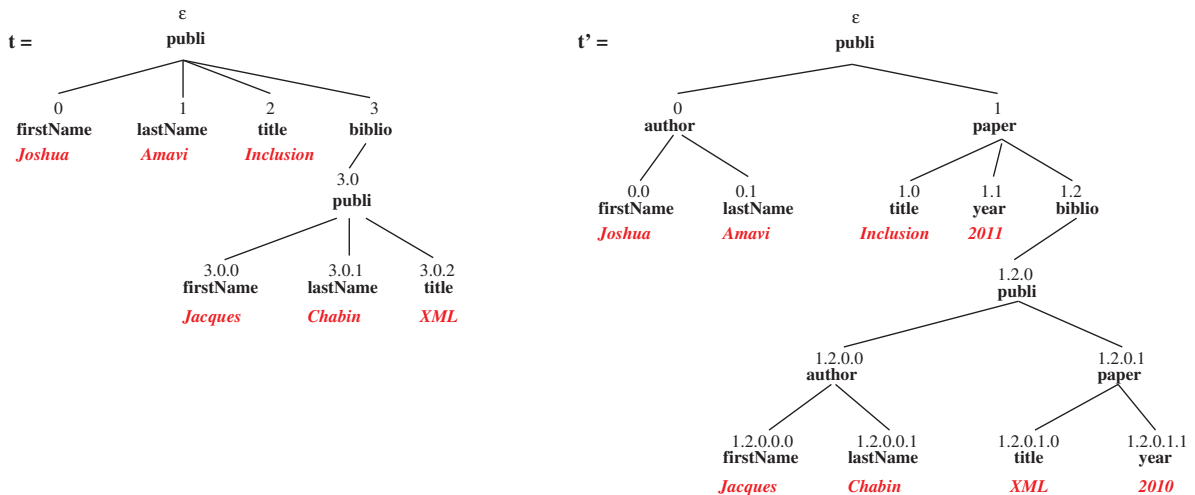 ε ε
t = publi t’ = publi
0 1 2 3 0 1
firstName lastName title biblio author paper
Joshua Amavi Inclusion
3.0 0.0 0.1 1.0 1.1 1.2
publi firstName lastName title year biblio
Joshua Amavi Inclusion 2011
3.0.0 3.0.1 3.0.2 1.2.0
firstName lastName title publi
Jacques Chabin XML
1.2.0.0 1.2.0.1
author paper
1.2.0.0.0 1.2.0.0.1 1.2.0.1.0 1.2.0.1.1
firstName lastName title year
Jacques Chabin XML 2010